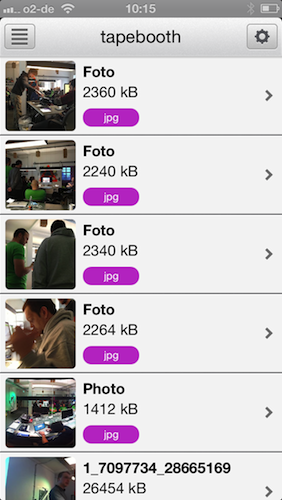 o2-de 10:15
tapebooth
Foto
2360 kB
jpg
Foto
2240 kB
jpg
Foto
2340 kB
jpg
Foto
2264 kB
jpg
Photo
1412 kB
jpg
1_7097734_28665169
26454 kB